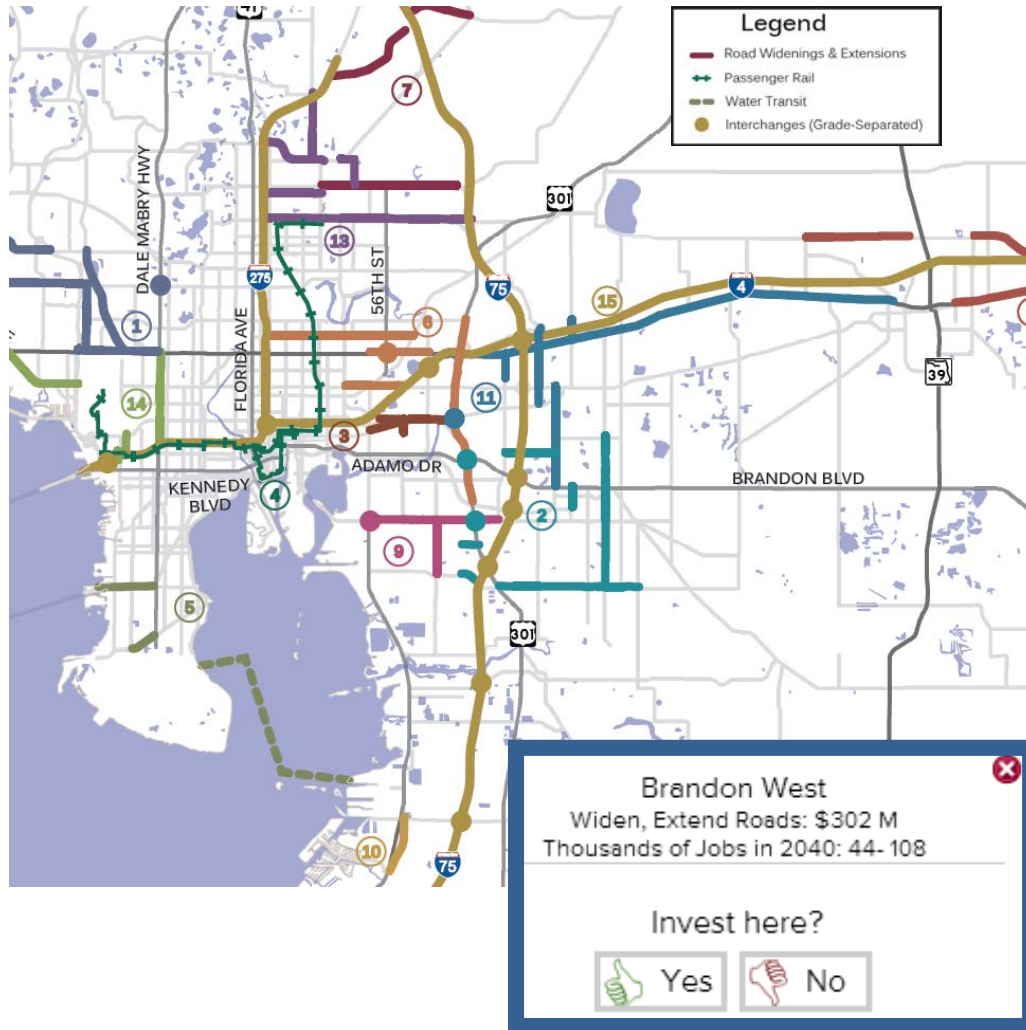 41
Legend
Road Widenings & Extensions
Passenger Rail
Water Transit
Interchanges (Grade-Separated)
7
DALE MABRY HWY
301
13
56TH ST
275
75
4
15
FLORIDA AVE
1
6
39
14
11
3
ADAMO DR
BRANDON BLVD
KENNEDY
BLVD
4
2
9
5
301
10
75
Brandon West
Widen, Extend Roads: $302 M
Thousands of Jobs in 2040: 44- 108
Invest here?
Yes
No